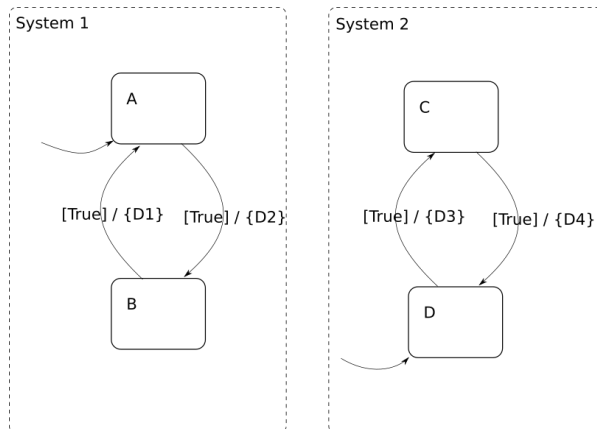 System 1
System 2
A
C
[True] / {D1}
[True] / {D2}
[True] / {D3}
[True] / {D4}
B
D